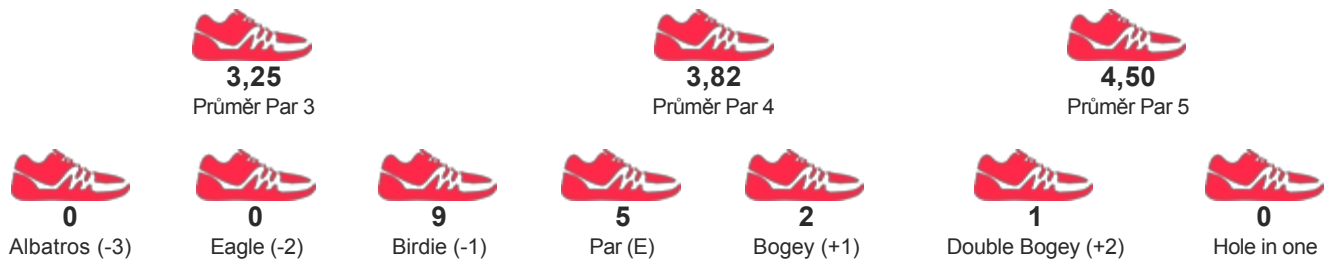 3,25
Průměr Par 3
3,82
Průměr Par 4
4,50
Průměr Par 5
0
Albatros (-3)
0
Eagle (-2)
9
Birdie (-1)
5
Par (E)
2
Bogey (+1)
1
Double Bogey (+2)
0
Hole in one